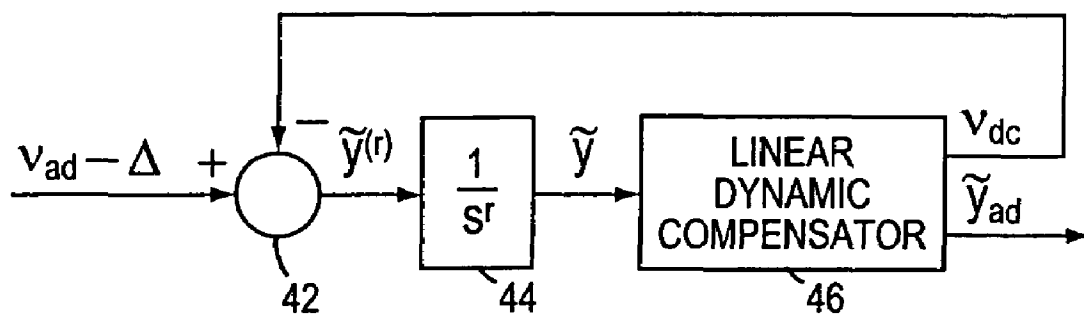 −
ν_ad − Δ
+
ỹ^(r)
1
s^r
ỹ
LINEAR
DYNAMIC
COMPENSATOR
ν_dc
ỹ_ad
42
44
46